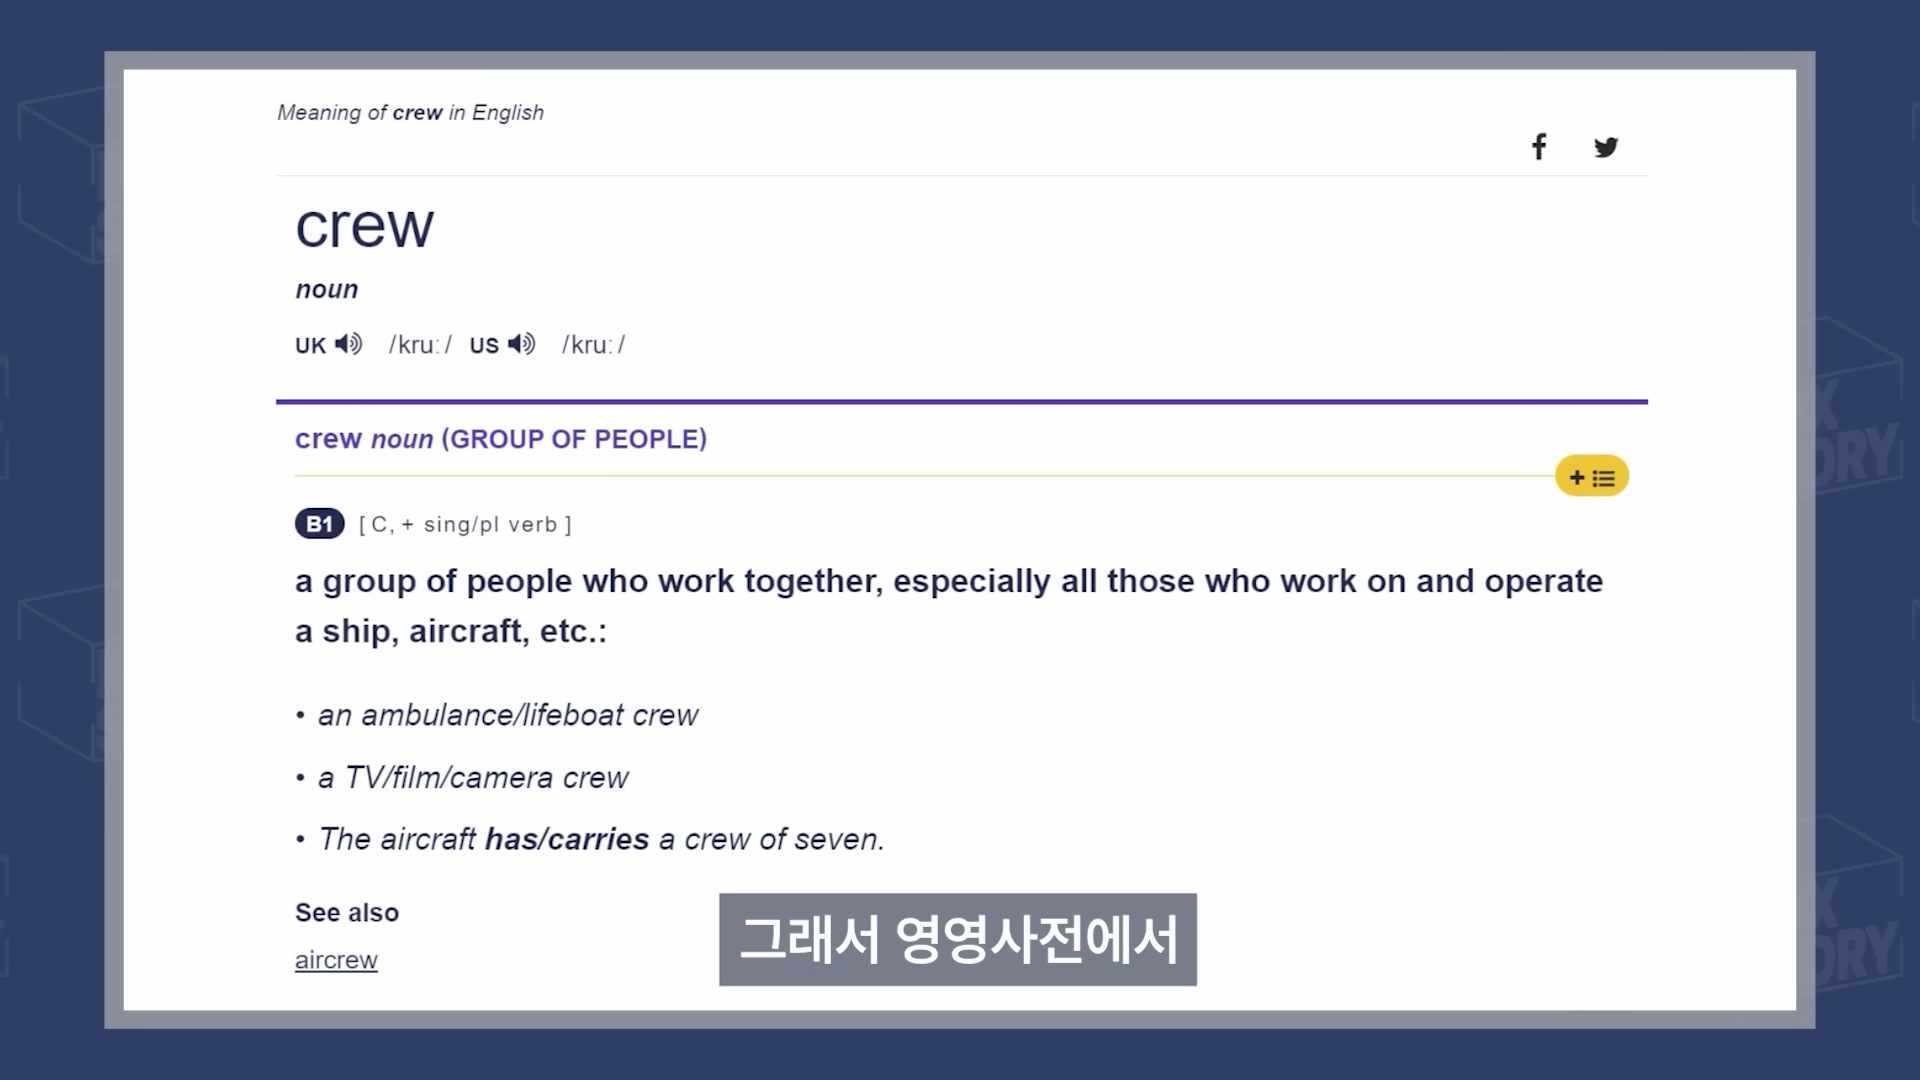 Meaning of crew in English
crew
noun
UK /kruː/ US /kruː/
crew noun (GROUP OF PEOPLE)
B1 [ C, + sing/pl verb ]
a group of people who work together, especially all those who work on and operate
a ship, aircraft, etc.:
• an ambulance/lifeboat crew
• a TV/film/camera crew
• The aircraft has/carries a crew of seven.
See also
aircrew
그래서 영영사전에서